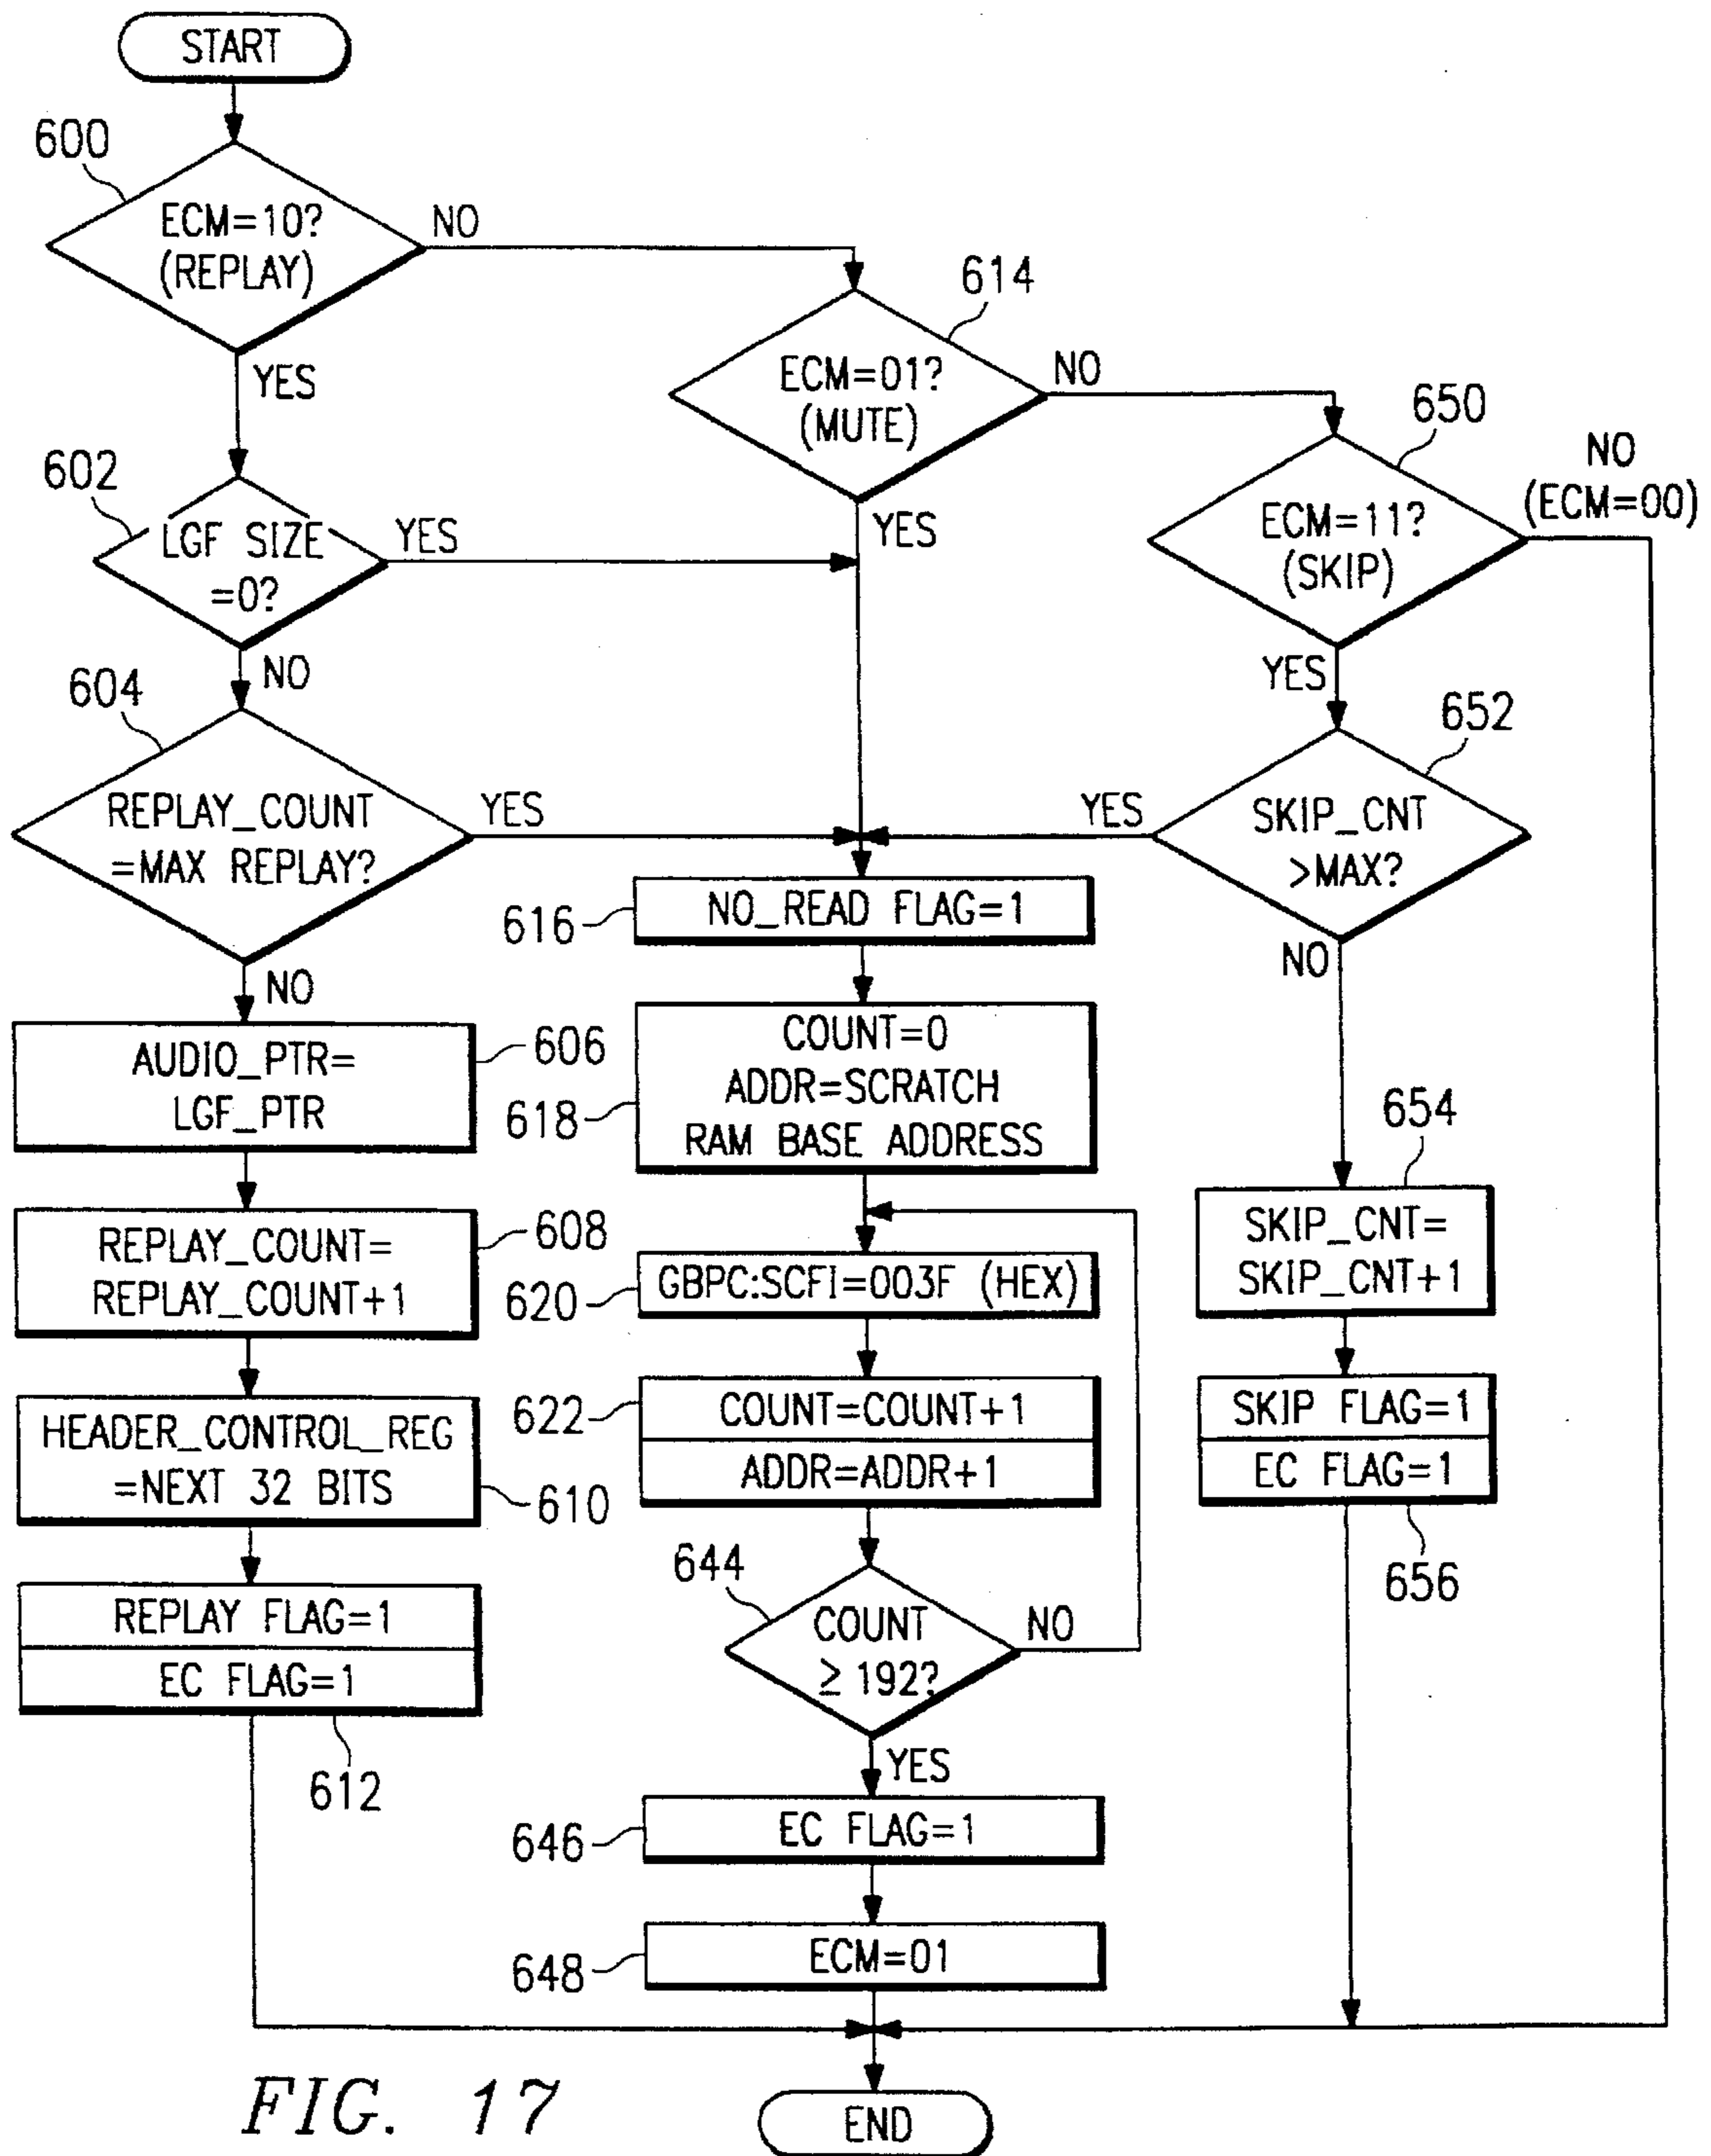 START
600
ECM=10?
(REPLAY)
NO
YES
614
ECM=01?
(MUTE)
NO
YES
650
ECM=11?
(SKIP)
NO
(ECM=00)
YES
602
LGF SIZE
=0?
YES
NO
604
REPLAY_COUNT
=MAX REPLAY?
YES
NO
652
SKIP_CNT
>MAX?
YES
NO
616
NO_READ FLAG=1
606
AUDIO_PTR=
LGF_PTR
618
COUNT=0
ADDR=SCRATCH
RAM BASE ADDRESS
608
REPLAY_COUNT=
REPLAY_COUNT+1
620
GBPC:SCFI=003F (HEX)
654
SKIP_CNT=
SKIP_CNT+1
610
HEADER_CONTROL_REG
=NEXT 32 BITS
622
COUNT=COUNT+1
ADDR=ADDR+1
SKIP FLAG=1
EC FLAG=1
656
REPLAY FLAG=1
EC FLAG=1
612
644
COUNT
≥ 192?
NO
YES
646
EC FLAG=1
648
ECM=01
END
FIG. 17